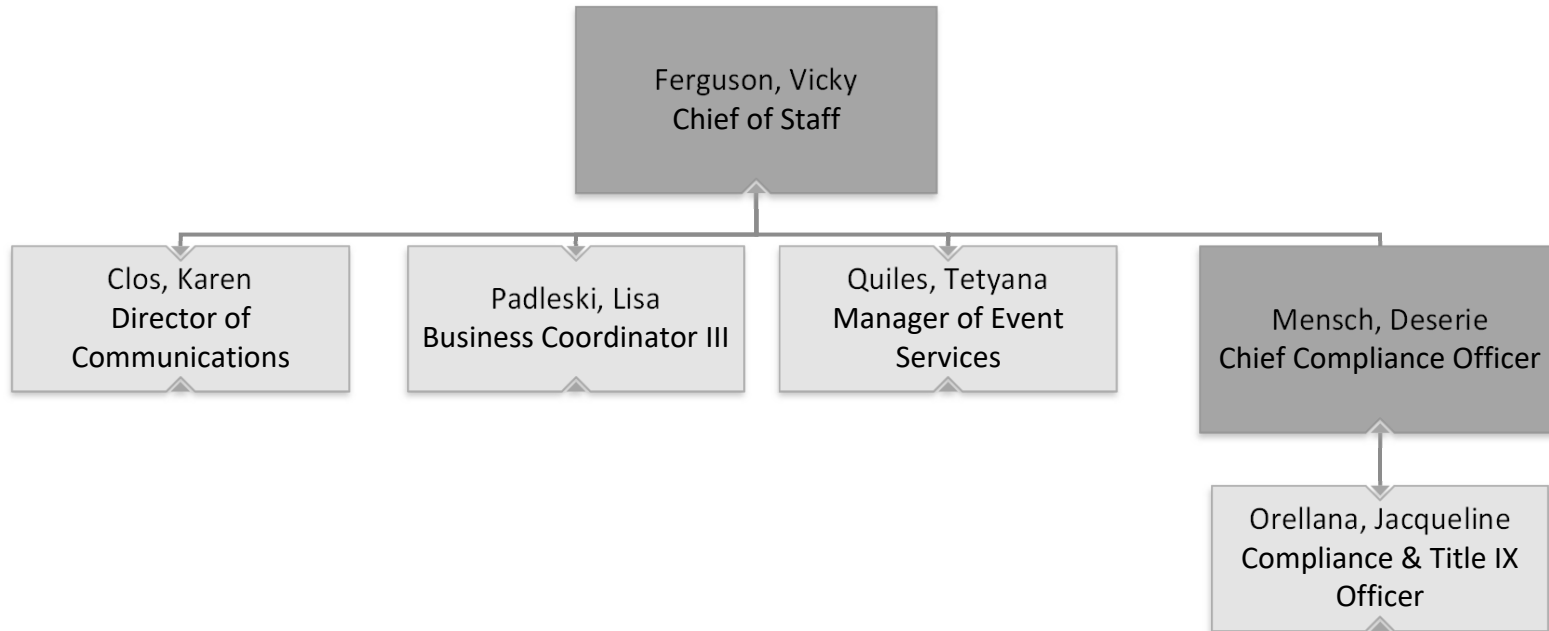 Ferguson, Vicky
Chief of Staff
Clos, Karen
Director of
Communications
Padleski, Lisa
Business Coordinator III
Quiles, Tetyana
Manager of Event
Services
Mensch, Deserie
Chief Compliance Officer
Orellana, Jacqueline
Compliance & Title IX
Officer